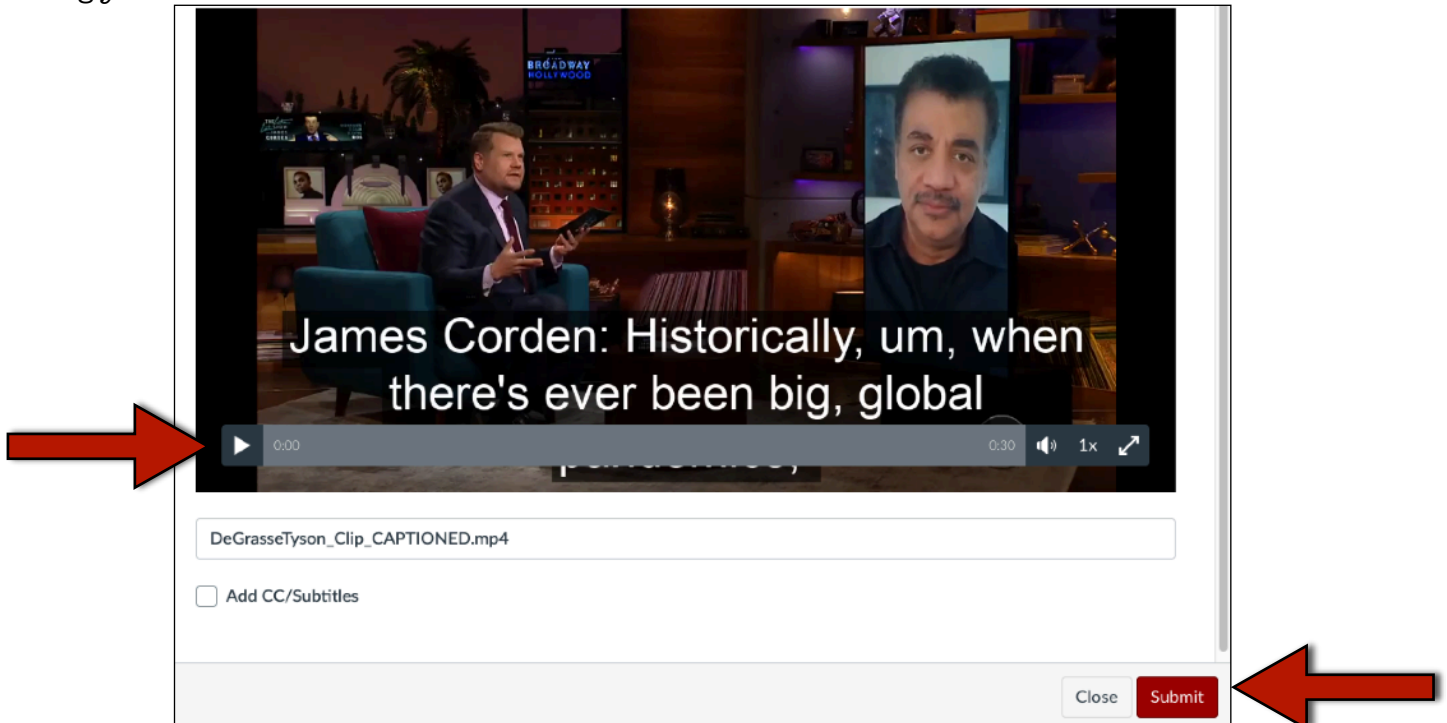 BROADWAY
HOLLYWOOD
James Corden: Historically, um, when
there's ever been big, global
0:00
0:30
1x
DeGrasseTyson_Clip_CAPTIONED.mp4
Add CC/Subtitles
Close
Submit